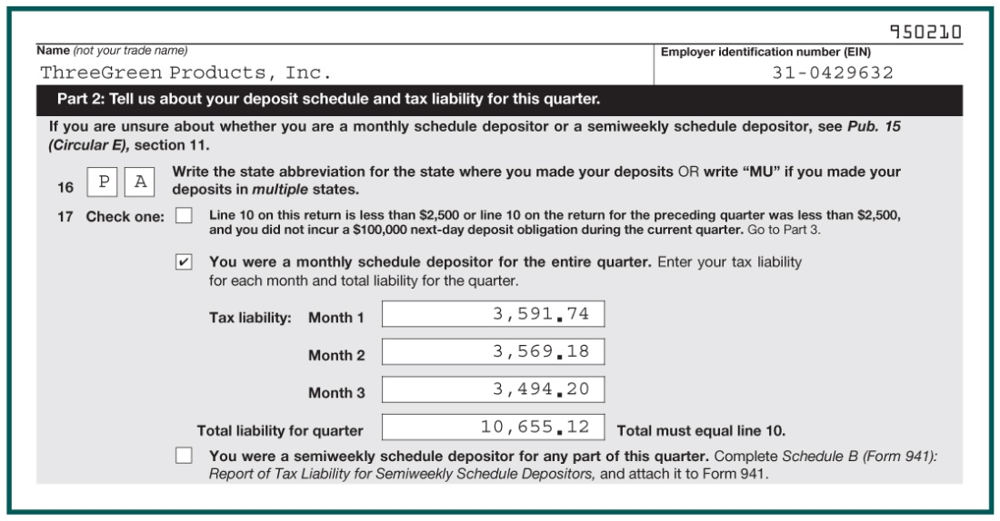 950210
Name (not your trade name)
Employer identification number (EIN)
ThreeGreen Products, Inc.
31-0429632
Part 2: Tell us about your deposit schedule and tax liability for this quarter.
If you are unsure about whether you are a monthly schedule depositor or a semiweekly schedule depositor, see Pub. 15
(Circular E), section 11.
16 P A Write the state abbreviation for the state where you made your deposits OR write “MU” if you made your
deposits in multiple states.
17 Check one: Line 10 on this return is less than $2,500 or line 10 on the return for the preceding quarter was less than $2,500,
and you did not incur a $100,000 next-day deposit obligation during the current quarter. Go to Part 3.
✔ You were a monthly schedule depositor for the entire quarter. Enter your tax liability
for each month and total liability for the quarter.
Tax liability: Month 1 3,591.74
Month 2 3,569.18
Month 3 3,494.20
Total liability for quarter 10,655.12 Total must equal line 10.
You were a semiweekly schedule depositor for any part of this quarter. Complete Schedule B (Form 941):
Report of Tax Liability for Semiweekly Schedule Depositors, and attach it to Form 941.